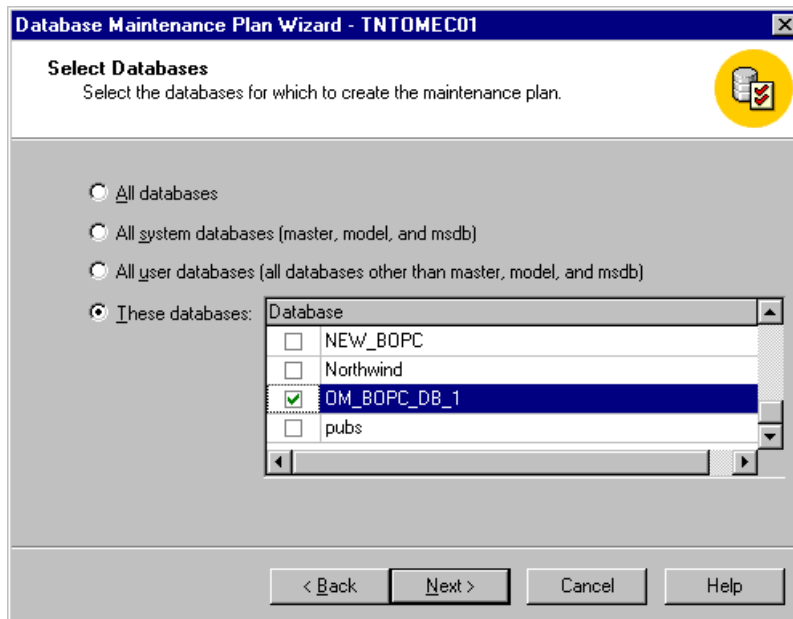 Database Maintenance Plan Wizard - TNTOMEC01
Select Databases
Select the databases for which to create the maintenance plan.
All databases
All system databases (master, model, and msdb)
All user databases (all databases other than master, model, and msdb)
These databases:
Database
NEW_BOPC
Northwind
OM_BOPC_DB_1
pubs
< Back
Next >
Cancel
Help